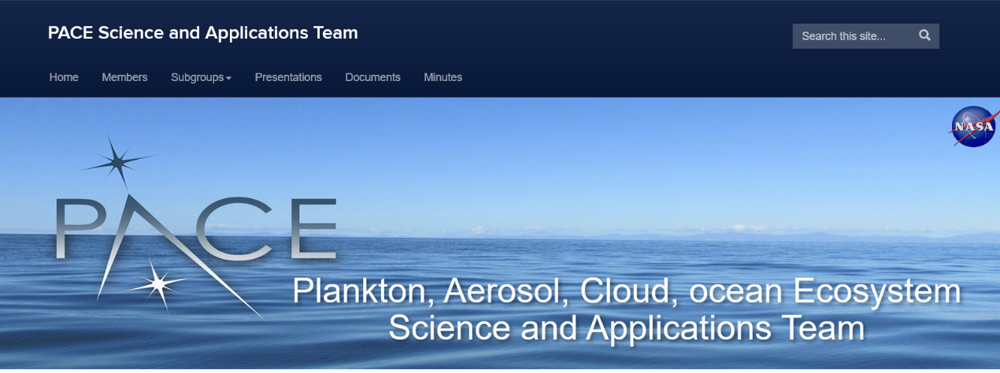 PACE Science and Applications Team
Search this site...
Home Members Subgroups Presentations Documents Minutes
NASA
PACE
Plankton, Aerosol, Cloud, ocean Ecosystem
Science and Applications Team